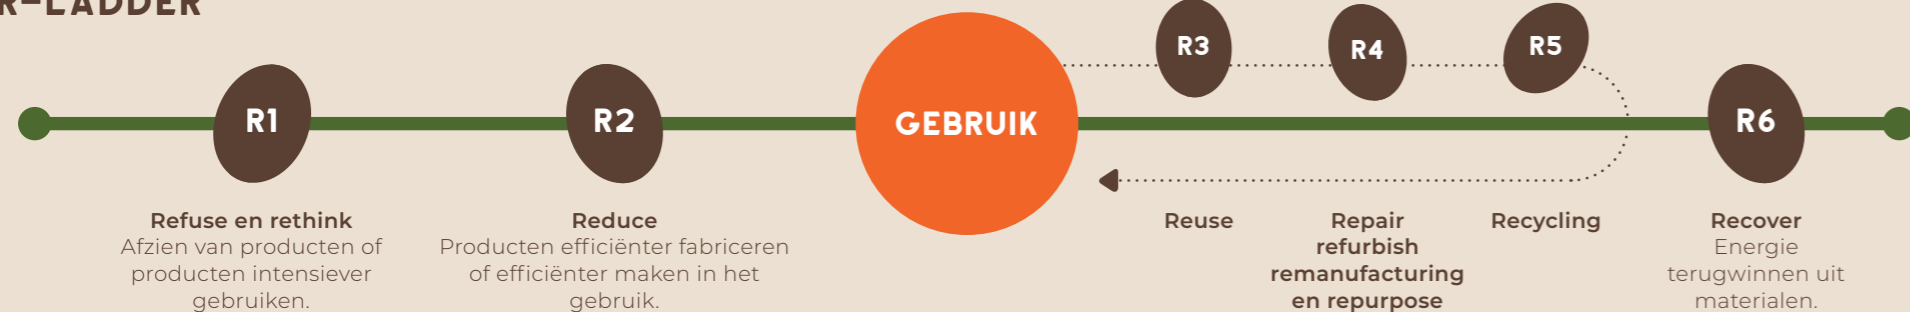 R-LADDER
R1
R2
GEBRUIK
R3
R4
R5
R6
Refuse en rethink
Afzien van producten of
producten intensiever
gebruiken.
Reduce
Producten efficiënter fabriceren
of efficiënter maken in het
gebruik.
Reuse
Repair
refurbish
remanufacturing
en repurpose
Recycling
Recover
Energie
terugwinnen uit
materialen.